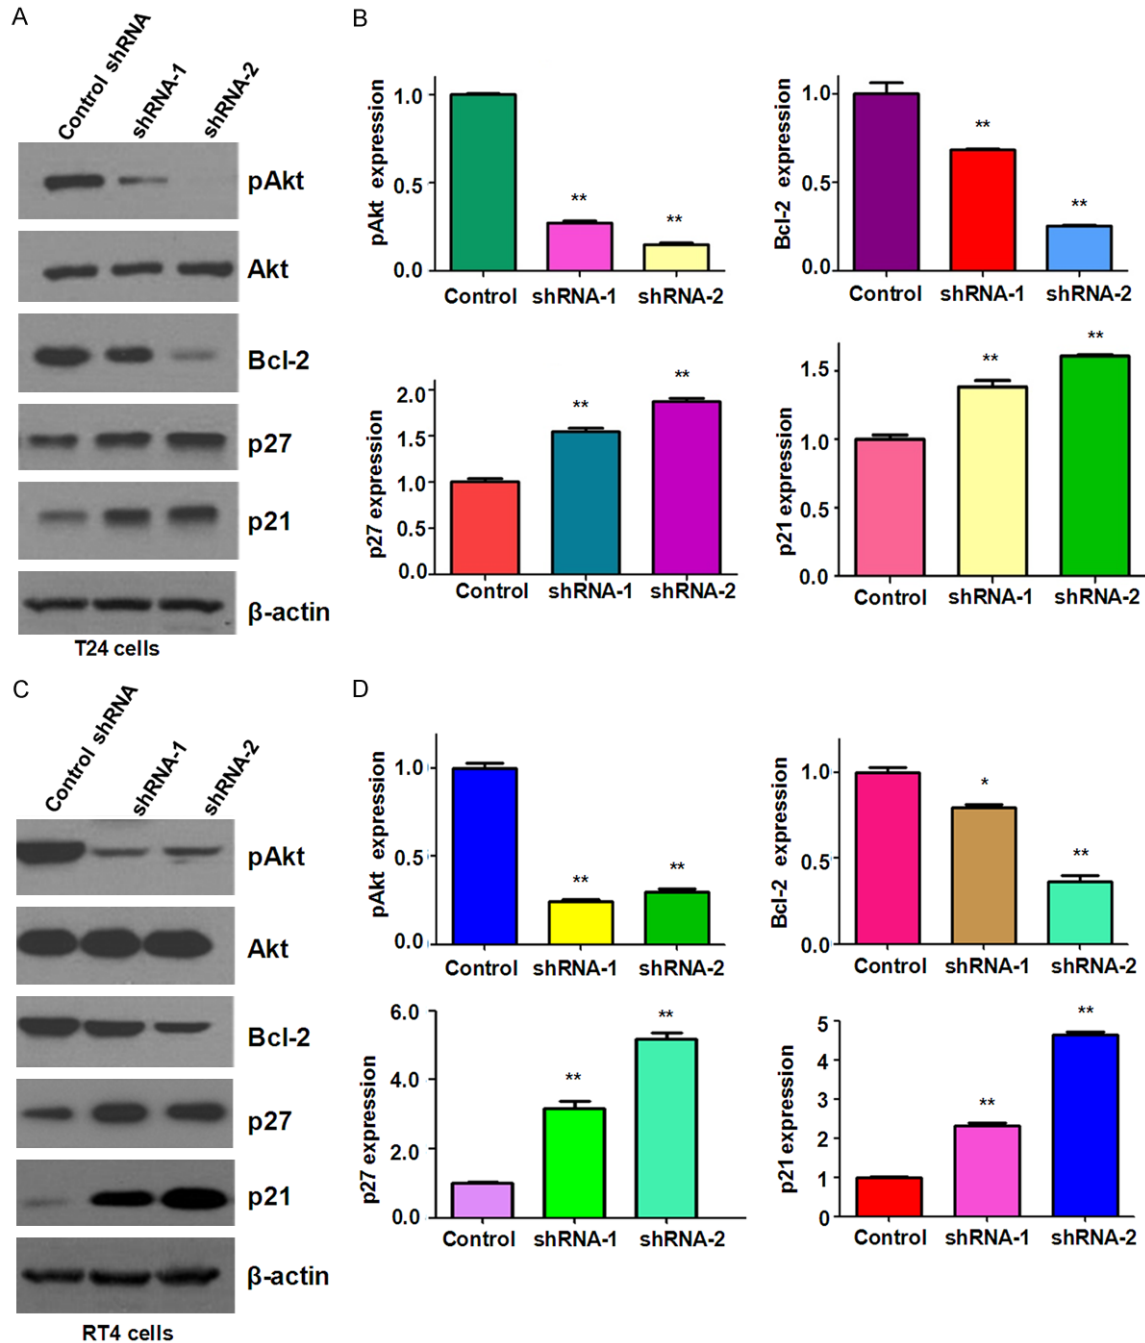 A
Control shRNA
shRNA-1
shRNA-2
pAkt
Akt
Bcl-2
p27
p21
β-actin
T24 cells
B
pAkt expression
1.0
0.5
0.0
**
**
Control
shRNA-1
shRNA-2
Bcl-2 expression
1.0
0.5
0.0
**
**
Control
shRNA-1
shRNA-2
p27 expression
2.0
1.5
1.0
0.5
0.0
**
**
Control
shRNA-1
shRNA-2
p21 expression
1.5
1.0
0.5
0.0
**
**
Control
shRNA-1
shRNA-2
C
Control shRNA
shRNA-1
shRNA-2
pAkt
Akt
Bcl-2
p27
p21
β-actin
RT4 cells
D
pAkt expression
1.0
0.5
0.0
**
**
Control
shRNA-1
shRNA-2
Bcl-2 expression
1.0
0.5
0.0
*
**
Control
shRNA-1
shRNA-2
p27 expression
6.0
4.0
2.0
0.0
**
**
Control
shRNA-1
shRNA-2
p21 expression
5
4
3
2
1
0
**
**
Control
shRNA-1
shRNA-2